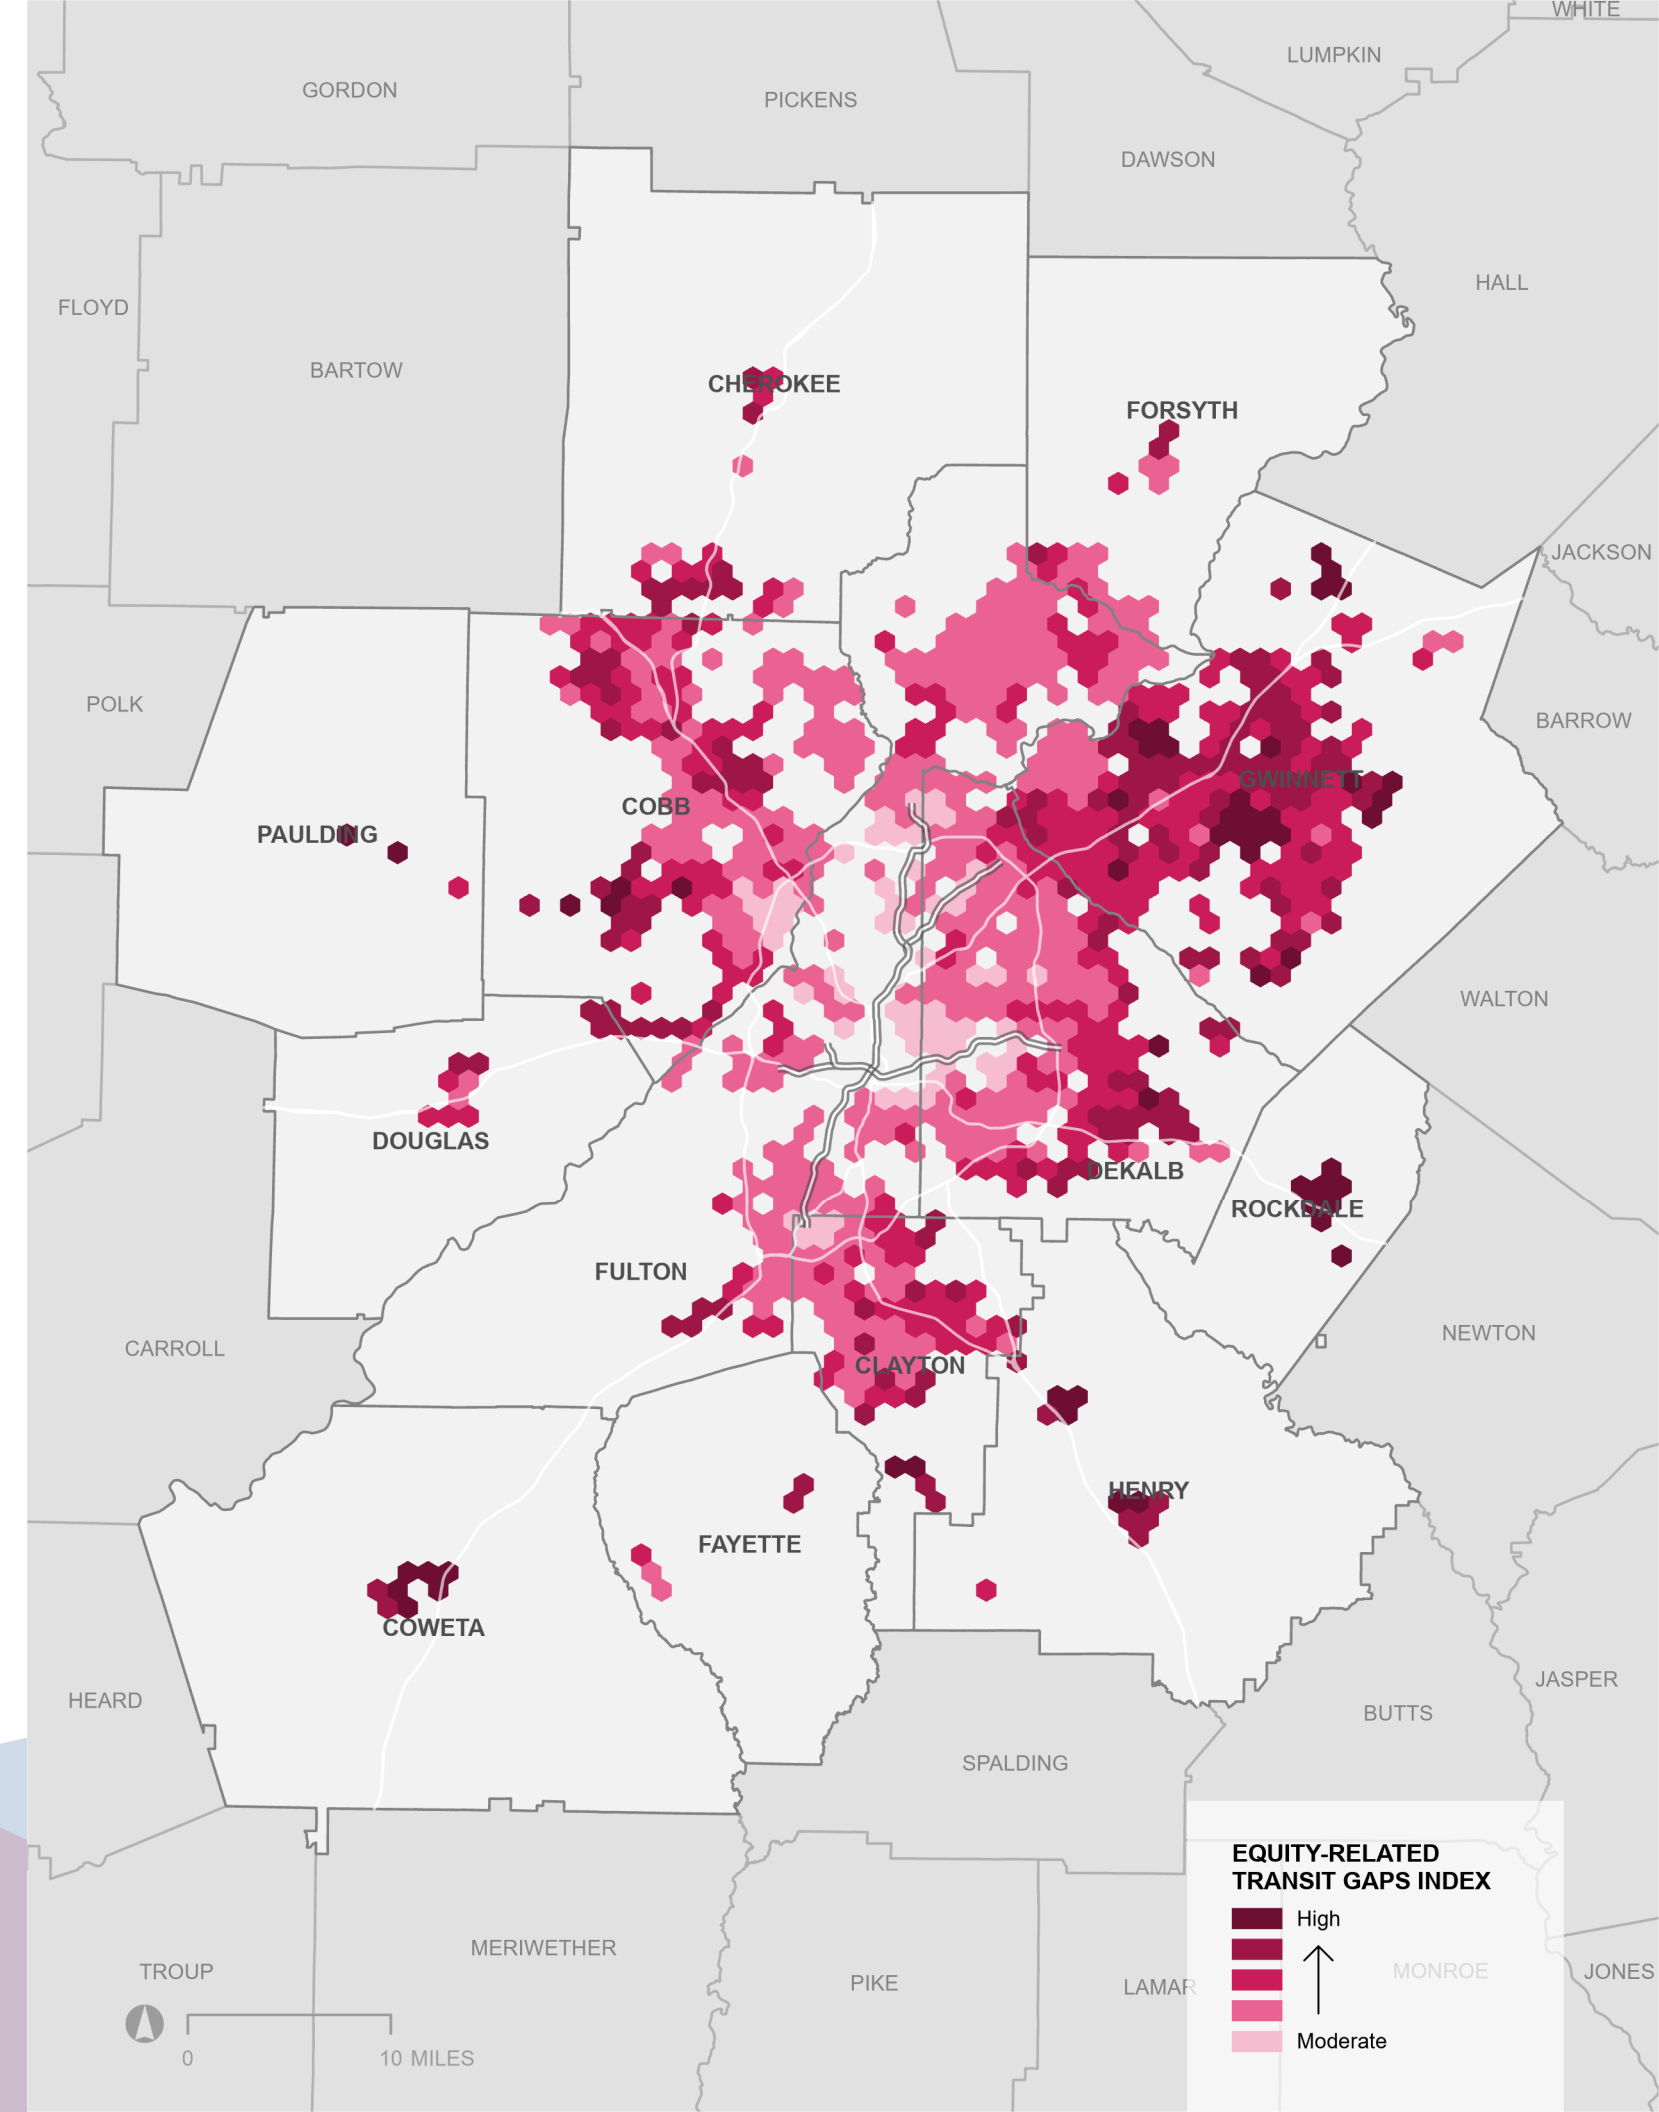 WHITE
LUMPKIN
GORDON
PICKENS
DAWSON
HALL
FLOYD
BARTOW
CHEROKEE
FORSYTH
JACKSON
POLK
BARROW
GWINNETT
COBB
PAULDING
WALTON
DOUGLAS
DEKALB
ROCKDALE
FULTON
NEWTON
CARROLL
CLAYTON
HENRY
FAYETTE
COWETA
JASPER
HEARD
BUTTS
SPALDING
EQUITY-RELATED
TRANSIT GAPS INDEX
High
Moderate
MERIWETHER
TROUP
PIKE
LAMAR
MONROE
JONES
0
10 MILES